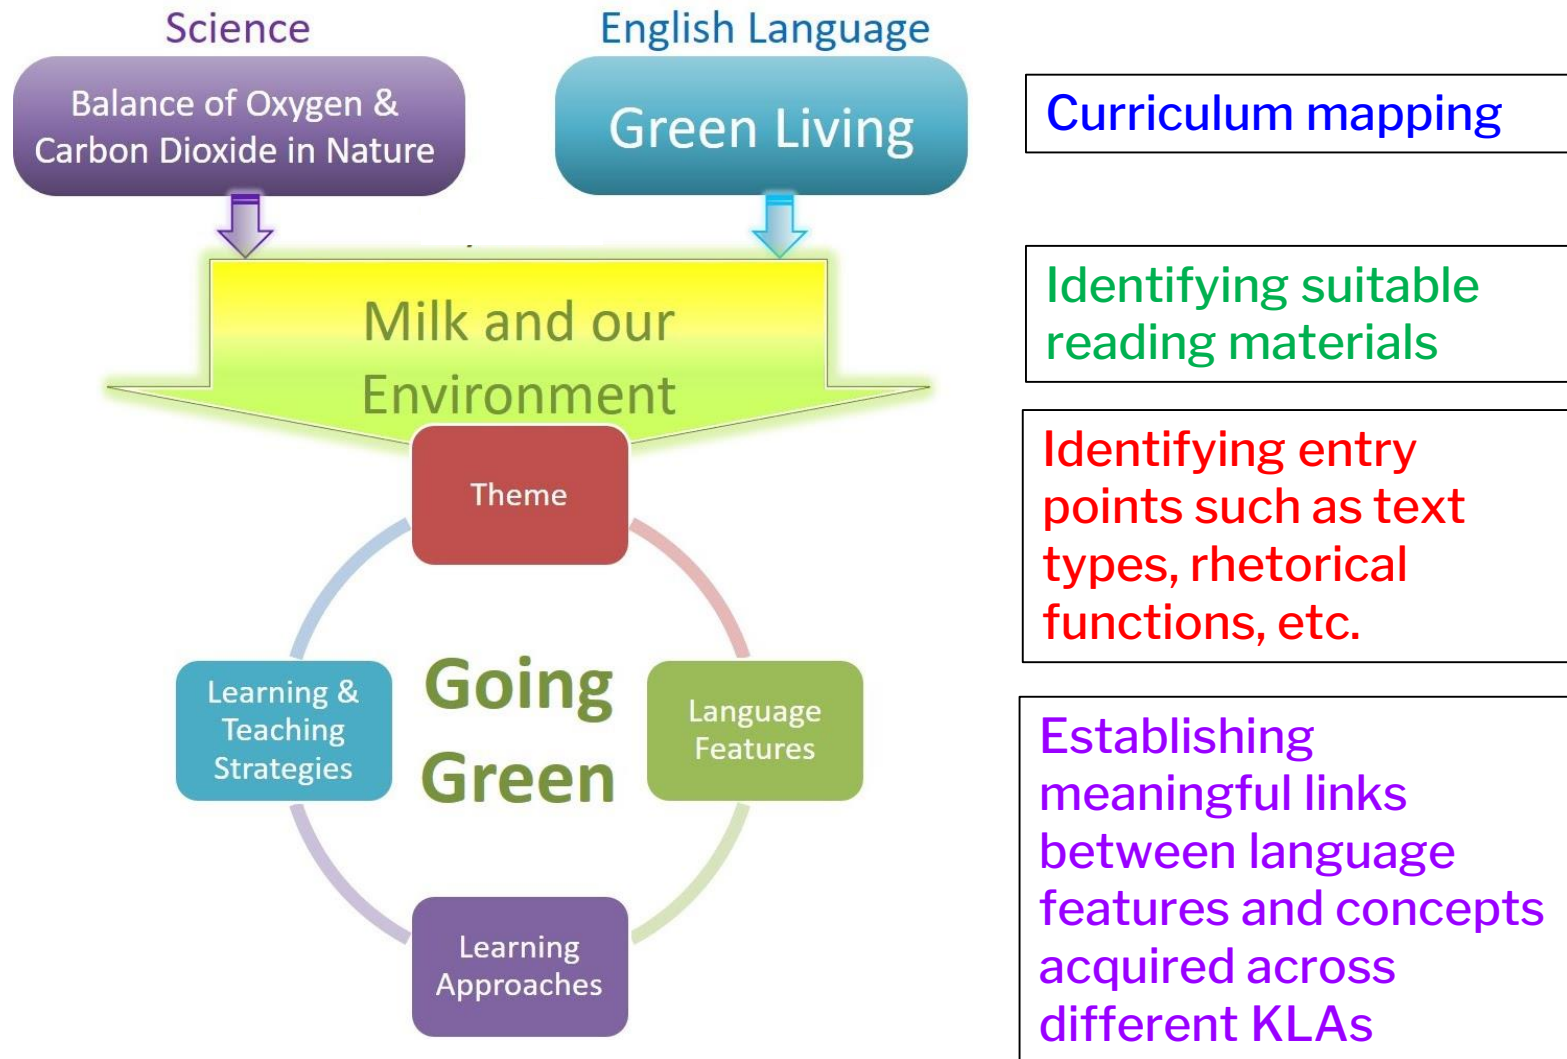 Science
English Language
Balance of Oxygen &
Carbon Dioxide in Nature
Green Living
Curriculum mapping
Milk and our
Environment
Identifying suitable
reading materials
Theme
Identifying entry
points such as text
types, rhetorical
functions, etc.
Learning &
Teaching
Strategies
Going
Green
Language
Features
Learning
Approaches
Establishing
meaningful links
between language
features and concepts
acquired across
different KLAs